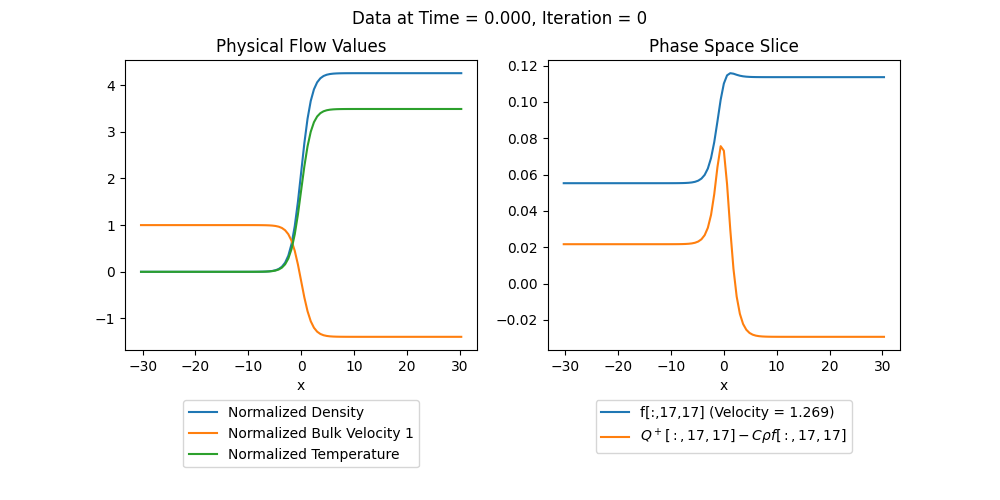 Data at Time = 0.000, Iteration = 0
Physical Flow Values
4
3
2
1
0
−1
−30
−20
−10
0
10
20
30
x
Normalized Density
Normalized Bulk Velocity 1
Normalized Temperature
Phase Space Slice
0.12
0.10
0.08
0.06
0.04
0.02
0.00
−0.02
−30
−20
−10
0
10
20
30
x
f[:,17,17] (Velocity = 1.269)
Q⁺[:, 17, 17] − Cρf[:, 17, 17]